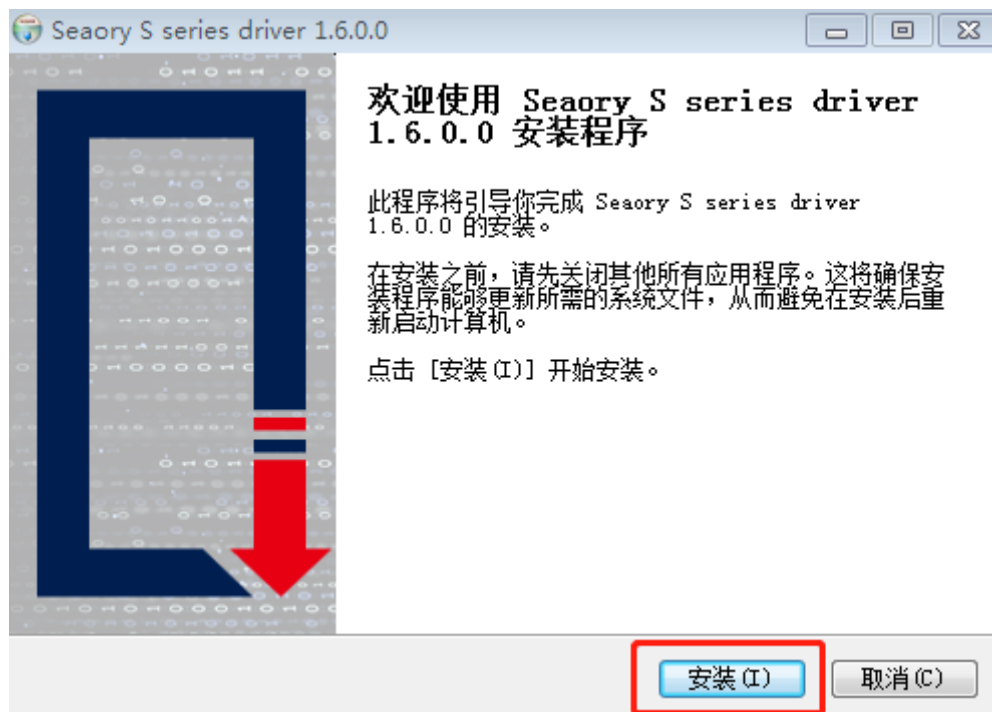 Seaory S series driver 1.6.0.0
欢迎使用 Seaory S series driver
1.6.0.0 安装程序
此程序将引导你完成 Seaory S series driver
1.6.0.0 的安装。
在安装之前，请先关闭其他所有应用程序。这将确保安
装程序能够更新所需的系统文件，从而避免在安装后重
新启动计算机。
点击 [安装(I)] 开始安装。
安装(I)
取消(C)